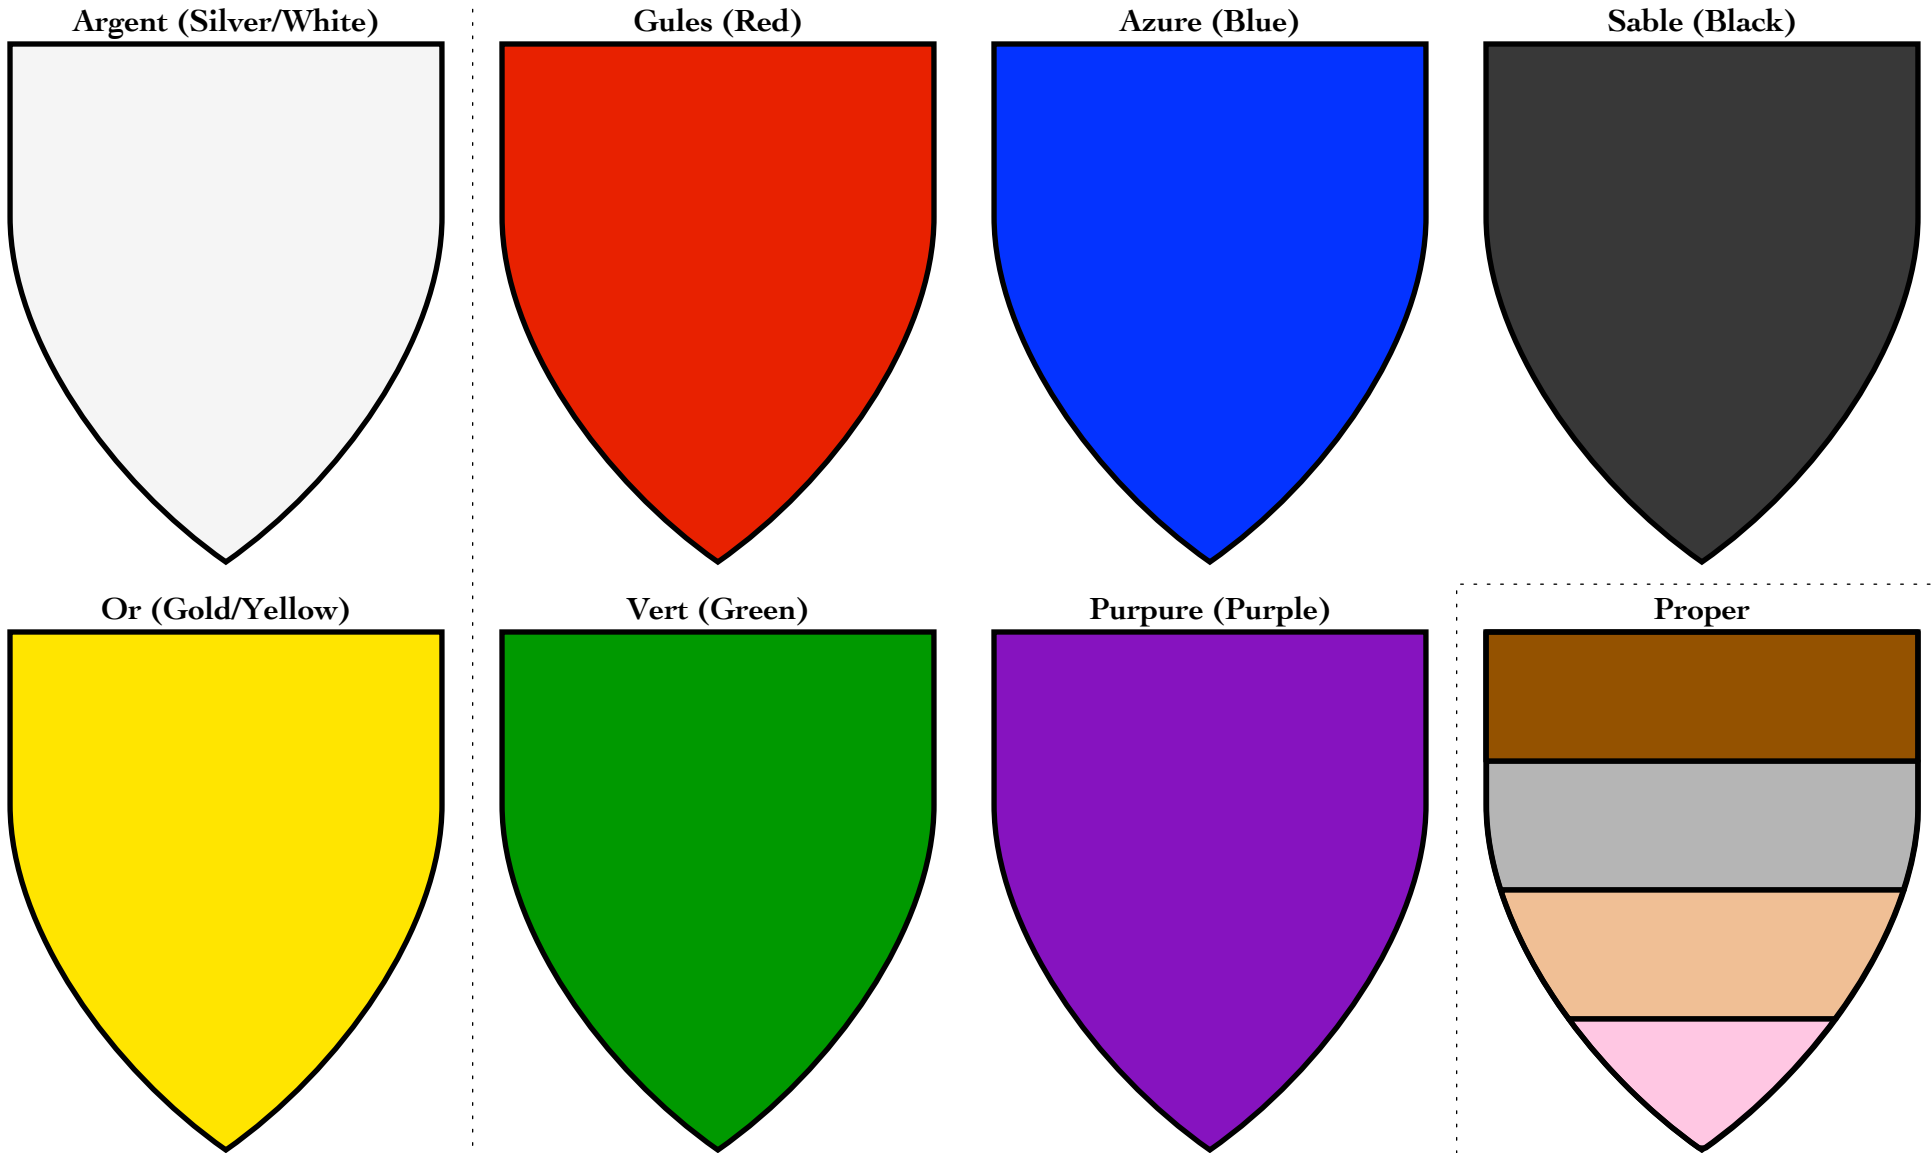 Argent (Silver/White)
Gules (Red)
Azure (Blue)
Sable (Black)
Or (Gold/Yellow)
Vert (Green)
Purpure (Purple)
Proper